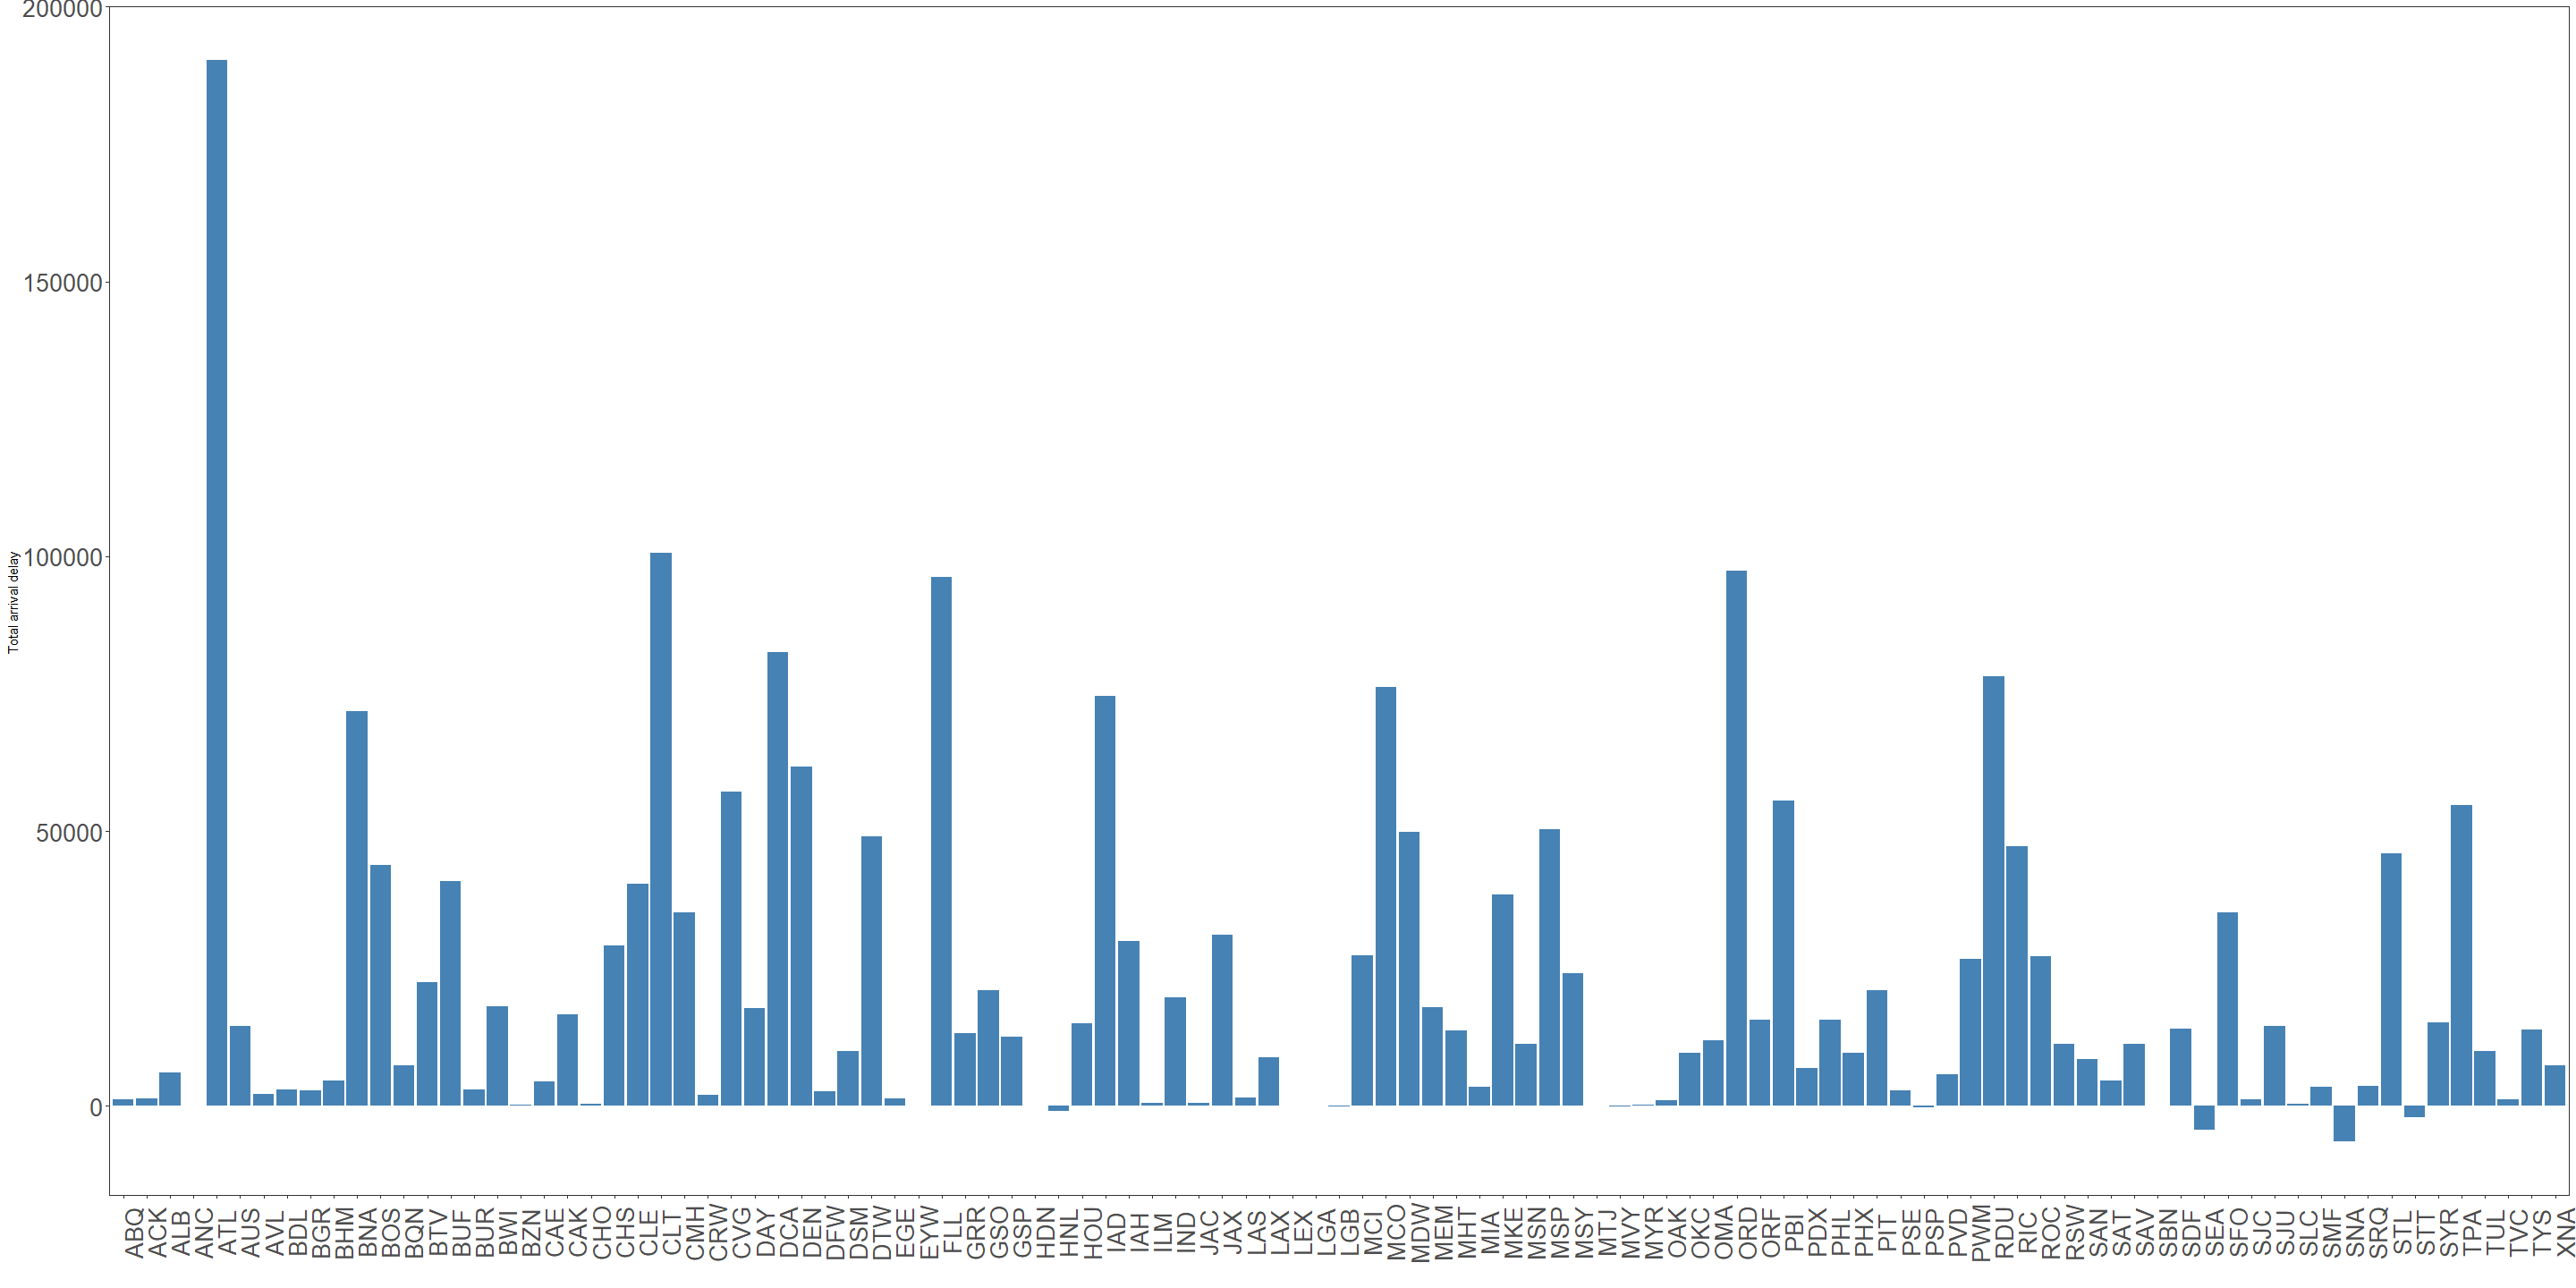 200000
150000
100000
50000
0
Total arrival delay
ABQ
ACK
ALB
ANC
ATL
AUS
AVL
BDL
BGR
BHM
BNA
BOS
BQN
BTV
BUF
BUR
BWI
BZN
CAE
CAK
CHO
CHS
CLE
CLT
CMH
CRW
CVG
DAY
DCA
DEN
DFW
DSM
DTW
EGE
EYW
FLL
GRR
GSO
GSP
HDN
HNL
HOU
IAD
IAH
ILM
IND
JAC
JAX
LAS
LAX
LEX
LGA
LGB
MCI
MCO
MDW
MEM
MHT
MIA
MKE
MSN
MSP
MSY
MTJ
MVY
MYR
OAK
OKC
OMA
ORD
ORF
PBI
PDX
PHL
PHX
PIT
PSE
PSP
PVD
PWM
RDU
RIC
ROC
RSW
SAN
SAT
SAV
SBN
SDF
SEA
SFO
SJC
SJU
SLC
SMF
SNA
SRQ
STL
STT
SYR
TPA
TUL
TVC
TYS
XNA